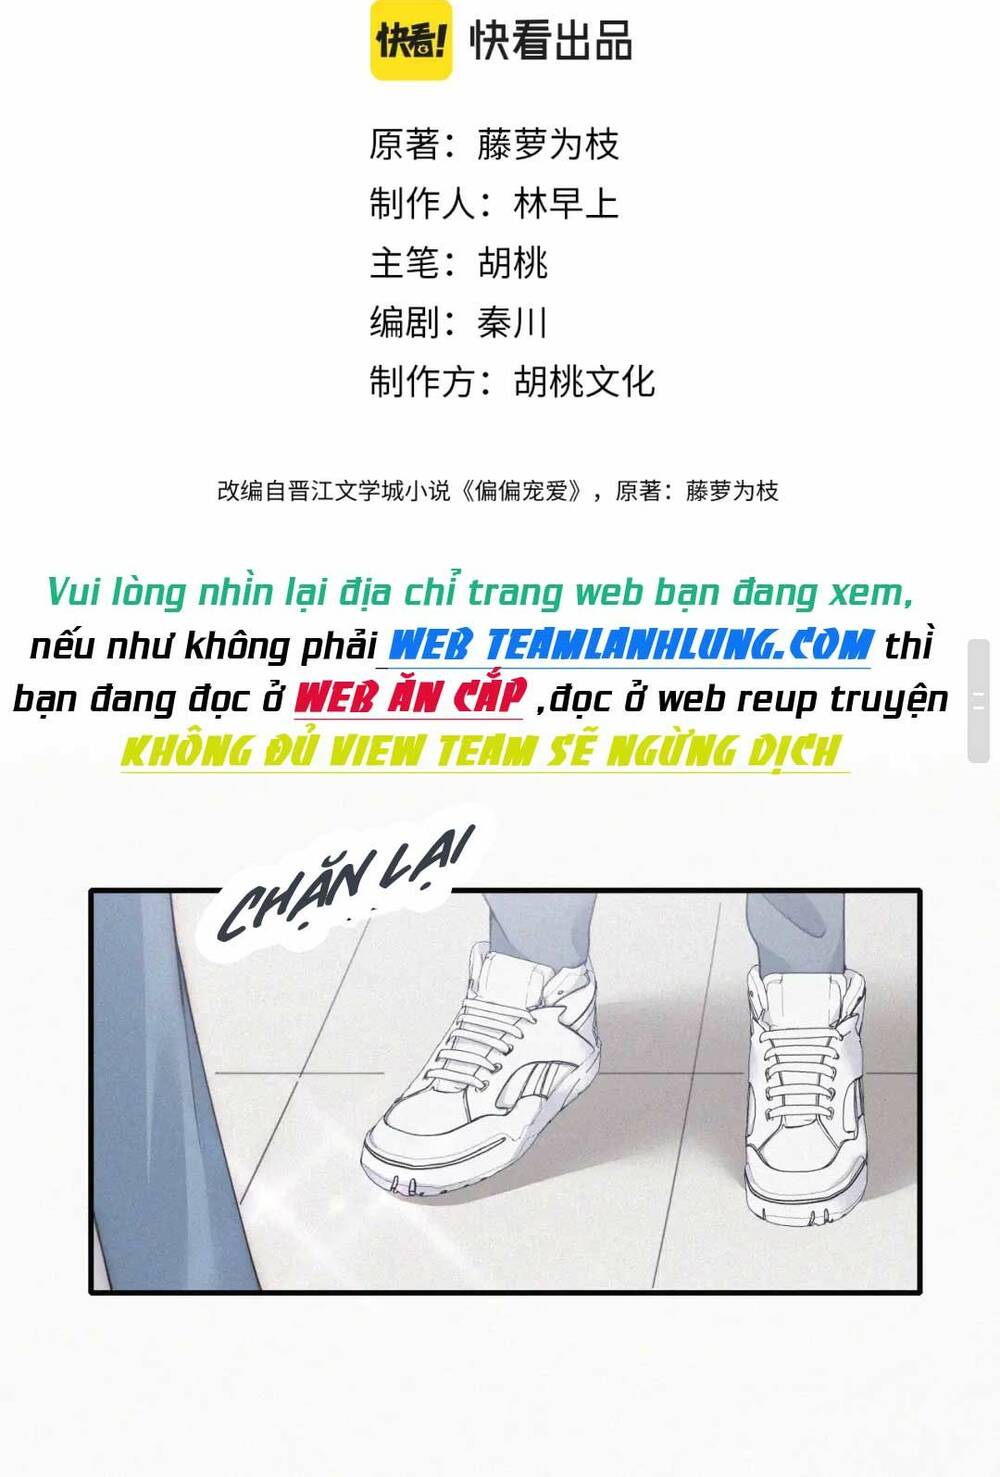 快看! 快看出品
原著：藤萝为枝
制作人：林早上
主笔：胡桃
编剧：秦川
制作方：胡桃文化
改编自晋江文学城小说《偏偏宠爱》，原著：藤萝为枝
Vui lòng nhìn lại địa chỉ trang web bạn đang xem,
nếu như không phải WEB TEAMLANHLUNG.COM thì
bạn đang đọc ở WEB ĂN CẮP ,đọc ở web reup truyện
KHÔNG ĐỦ VIEW TEAM SẼ NGỪNG DỊCH
CHẶN LẠI